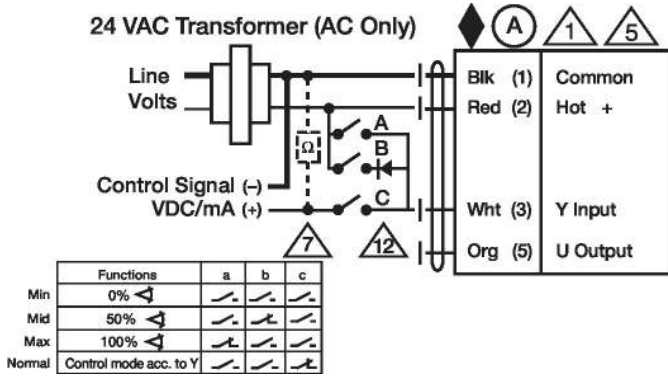 24 VAC Transformer (AC Only)
A 1 5
Line
Volts
Blk (1) Common
Red (2) Hot +
A
Ω
B
Control Signal (–)
VDC/mA (+)
C
Wht (3) Y Input
7
12
Org (5) U Output
Functions a b c
Min 0%
Mid 50%
Max 100%
Normal Control mode acc. to Y